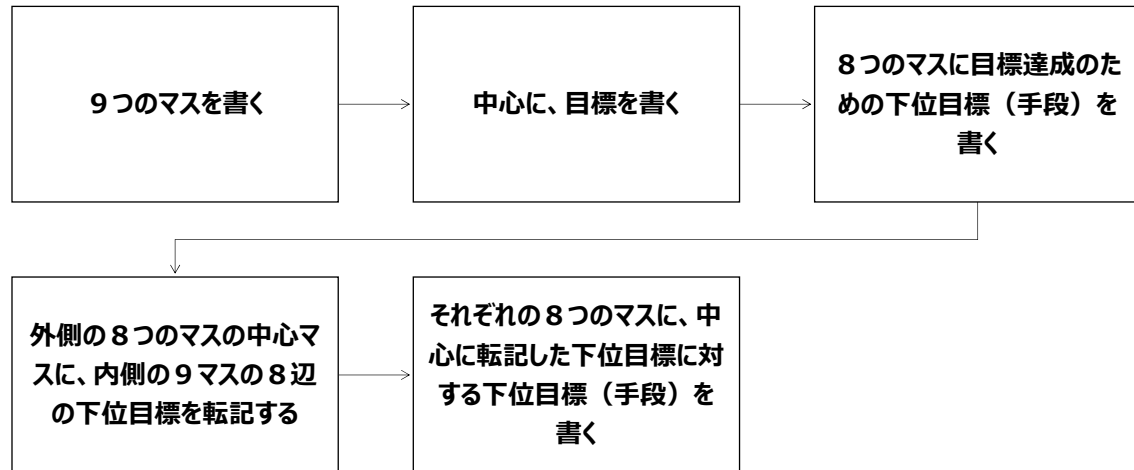 ９つのマスを書く
中心に、目標を書く
８つのマスに目標達成のた
めの下位目標（手段）を
書く
外側の８つのマスの中心マ
スに、内側の９マスの８辺
の下位目標を転記する
それぞれの８つのマスに、中
心に転記した下位目標に対
する下位目標（手段）を
書く